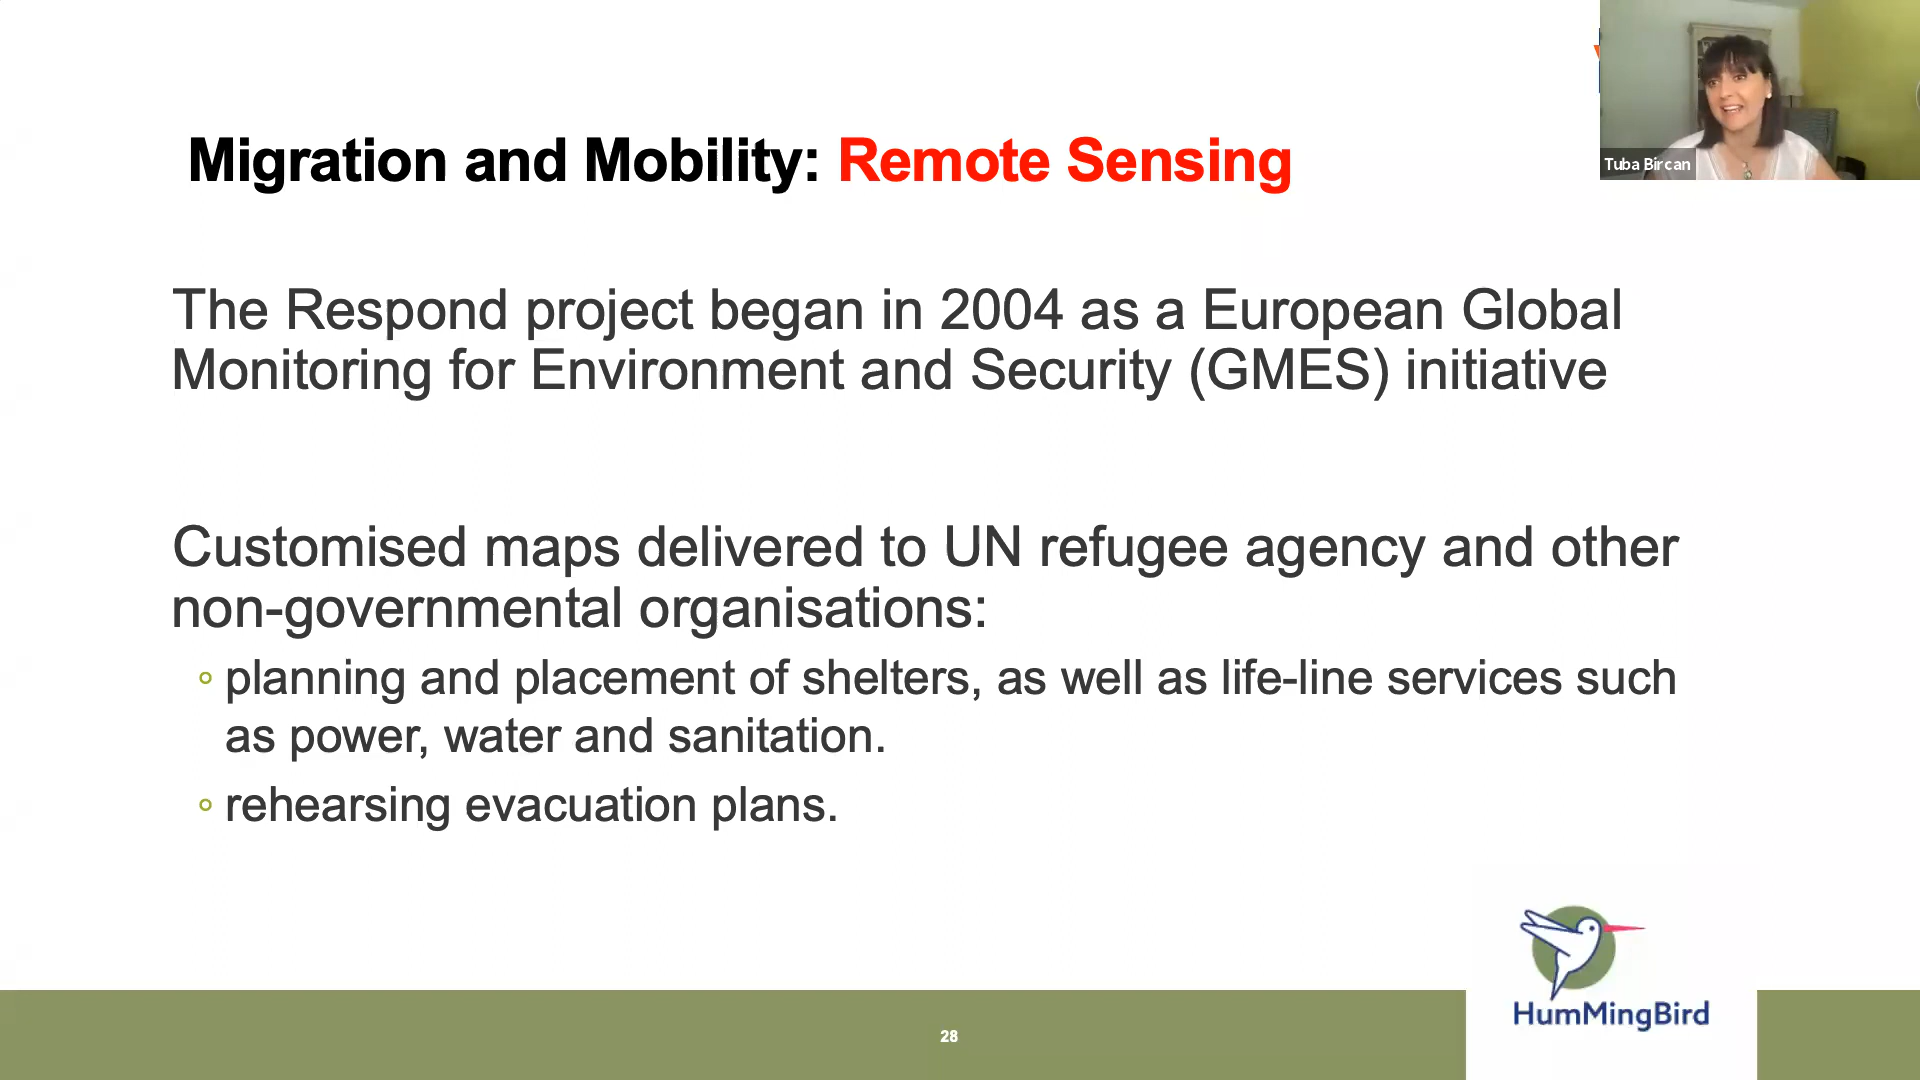 Migration and Mobility: Remote Sensing
Tuba Bircan
The Respond project began in 2004 as a European Global
Monitoring for Environment and Security (GMES) initiative
Customised maps delivered to UN refugee agency and other
non-governmental organisations:
◦ planning and placement of shelters, as well as life-line services such
as power, water and sanitation.
◦ rehearsing evacuation plans.
HumMingBird
28